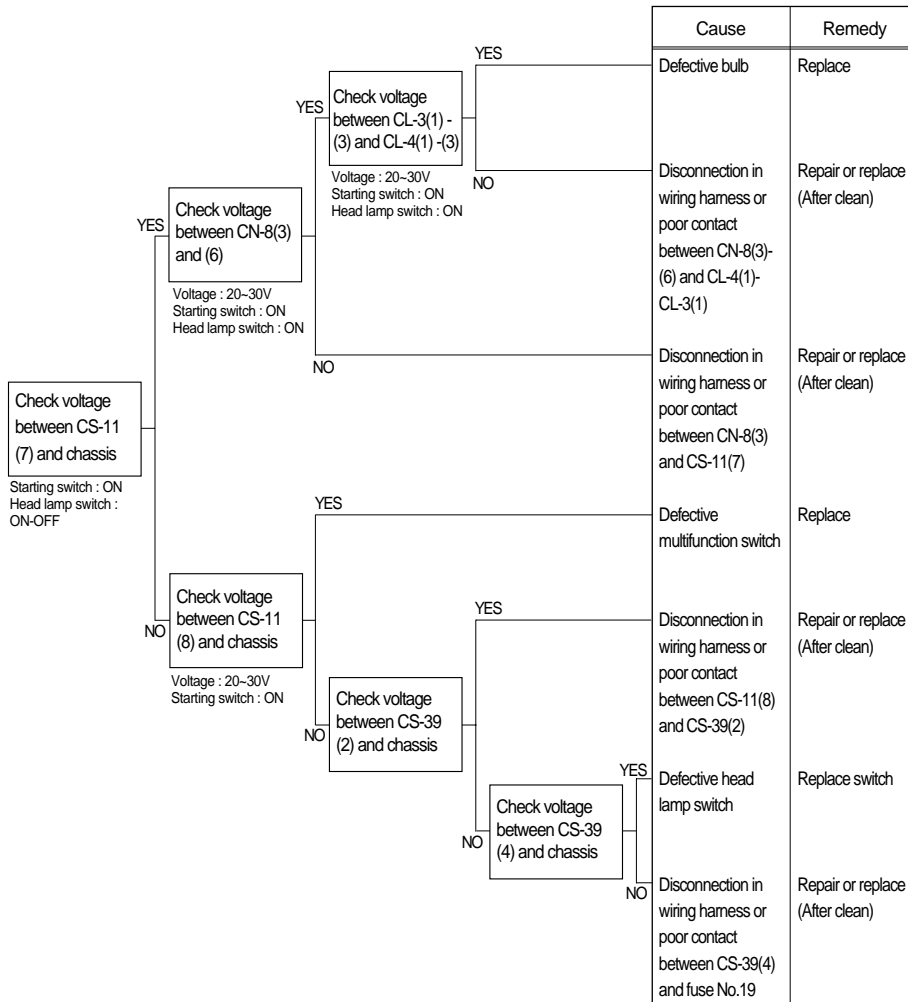 Cause
Remedy
YES
Defective bulb
Replace
YES
Check voltage
between CL-3(1) -
(3) and CL-4(1) -(3)
Voltage : 20~30V
Starting switch : ON
Head lamp switch : ON
NO
Disconnection in
wiring harness or
poor contact
between CN-8(3)-
(6) and CL-4(1)-
CL-3(1)
Repair or replace
(After clean)
YES
Check voltage
between CN-8(3)
and (6)
Voltage : 20~30V
Starting switch : ON
Head lamp switch : ON
NO
Disconnection in
wiring harness or
poor contact
between CN-8(3)
and CS-11(7)
Repair or replace
(After clean)
Check voltage
between CS-11
(7) and chassis
Starting switch : ON
Head lamp switch :
ON-OFF
YES
Defective
multifunction switch
Replace
NO
Check voltage
between CS-11
(8) and chassis
Voltage : 20~30V
Starting switch : ON
YES
Disconnection in
wiring harness or
poor contact
between CS-11(8)
and CS-39(2)
Repair or replace
(After clean)
NO
Check voltage
between CS-39
(2) and chassis
YES
Defective head
lamp switch
Replace switch
NO
Check voltage
between CS-39
(4) and chassis
NO
Disconnection in
wiring harness or
poor contact
between CS-39(4)
and fuse No.19
Repair or replace
(After clean)